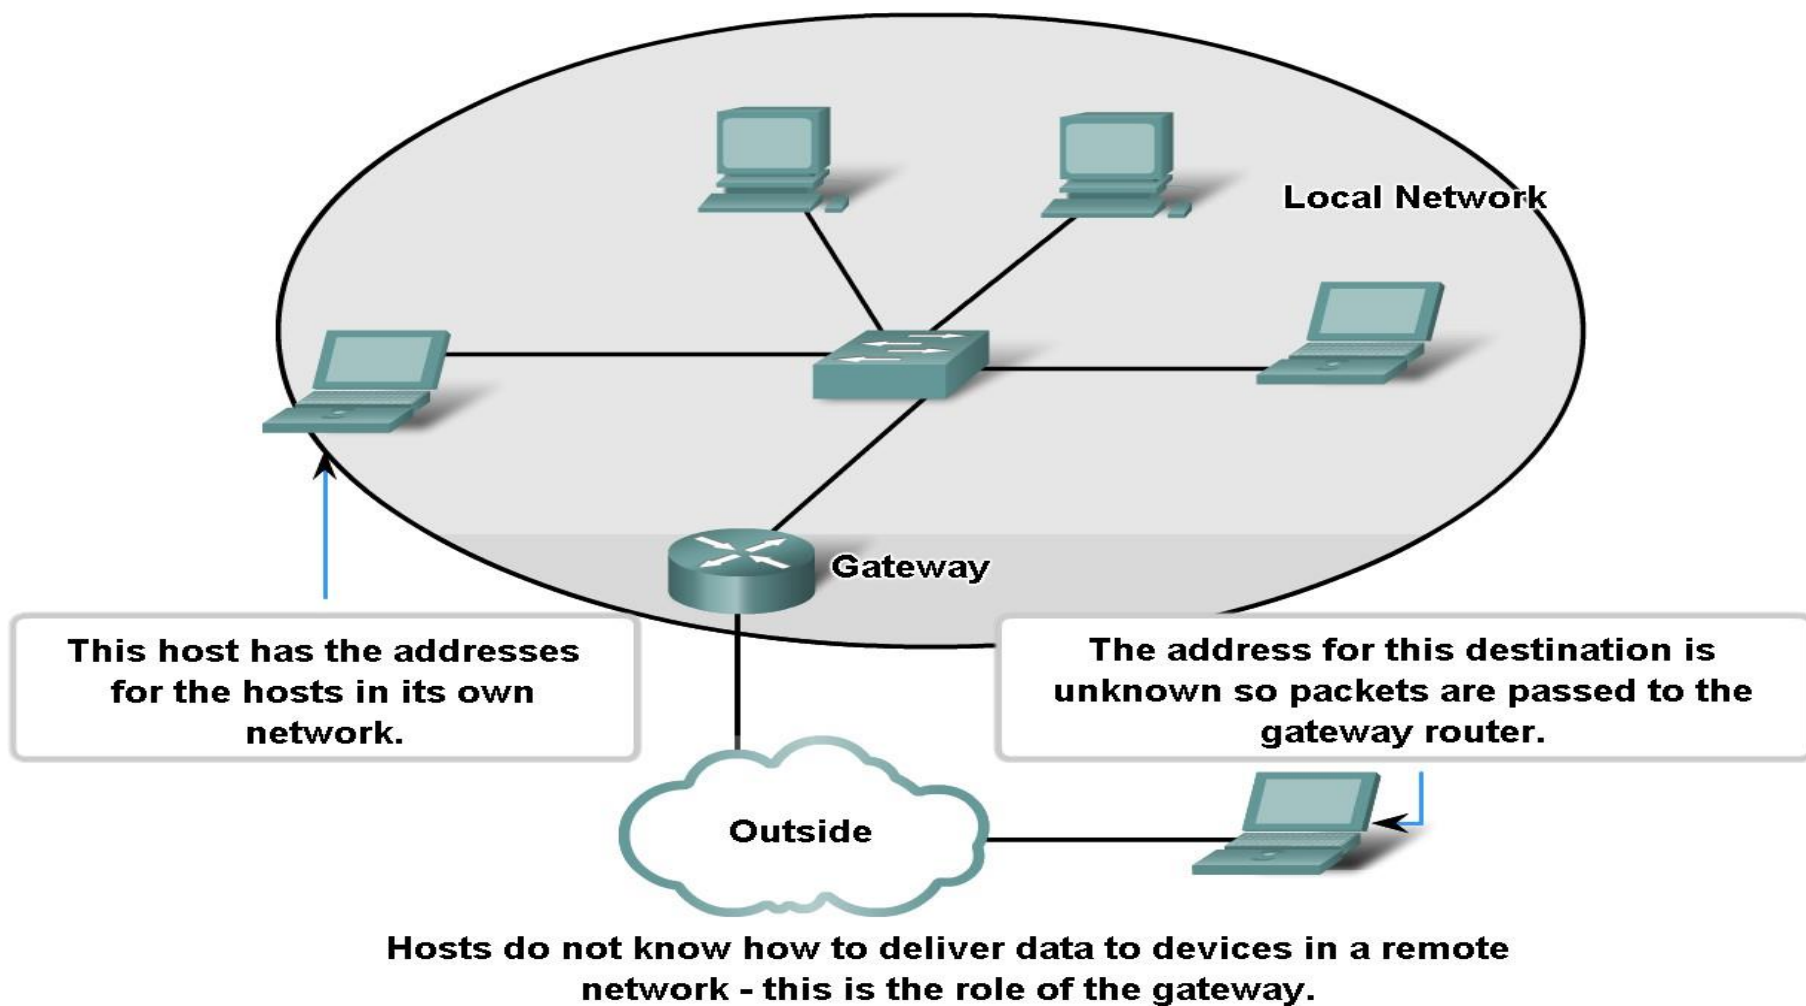 Local Network
Gateway
This host has the addresses
for the hosts in its own
network.
The address for this destination is
unknown so packets are passed to the
gateway router.
Outside
Hosts do not know how to deliver data to devices in a remote
network - this is the role of the gateway.